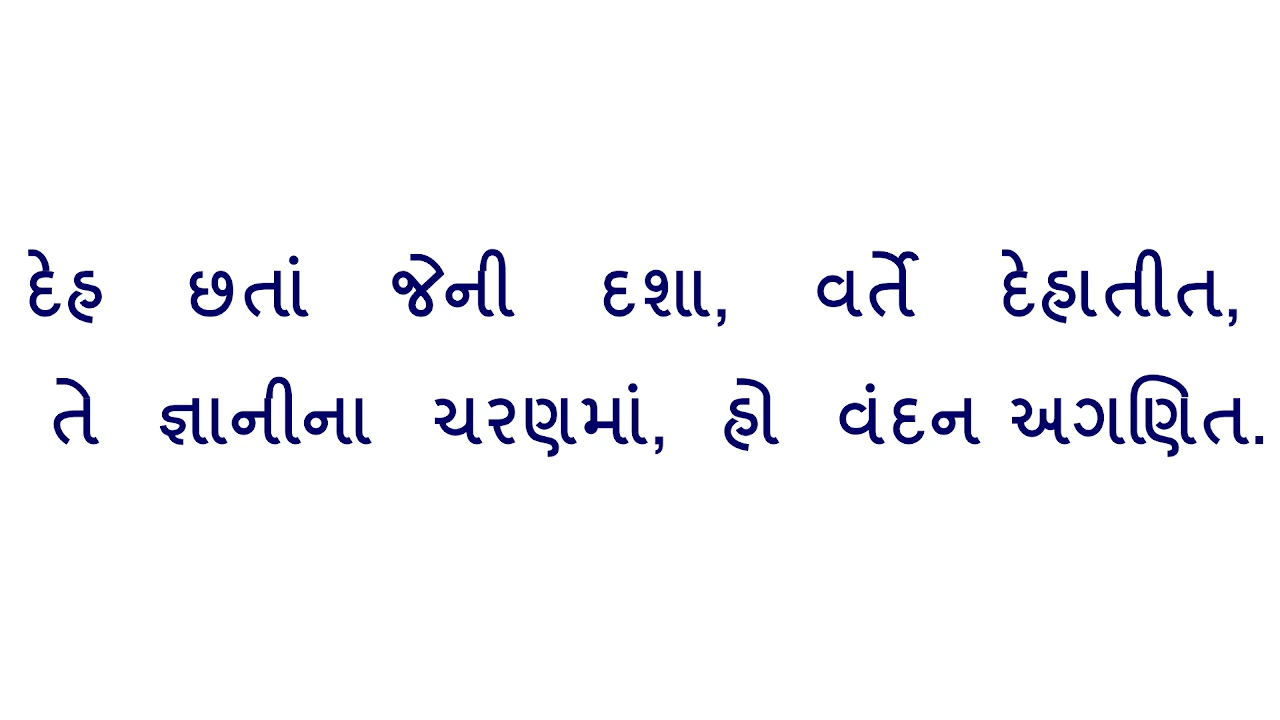 દેહ છતાં જેની દશા, વર્તે દેહાતીત,
તે જ્ઞાનીના ચરણમાં, હો વંદન અગણિત.